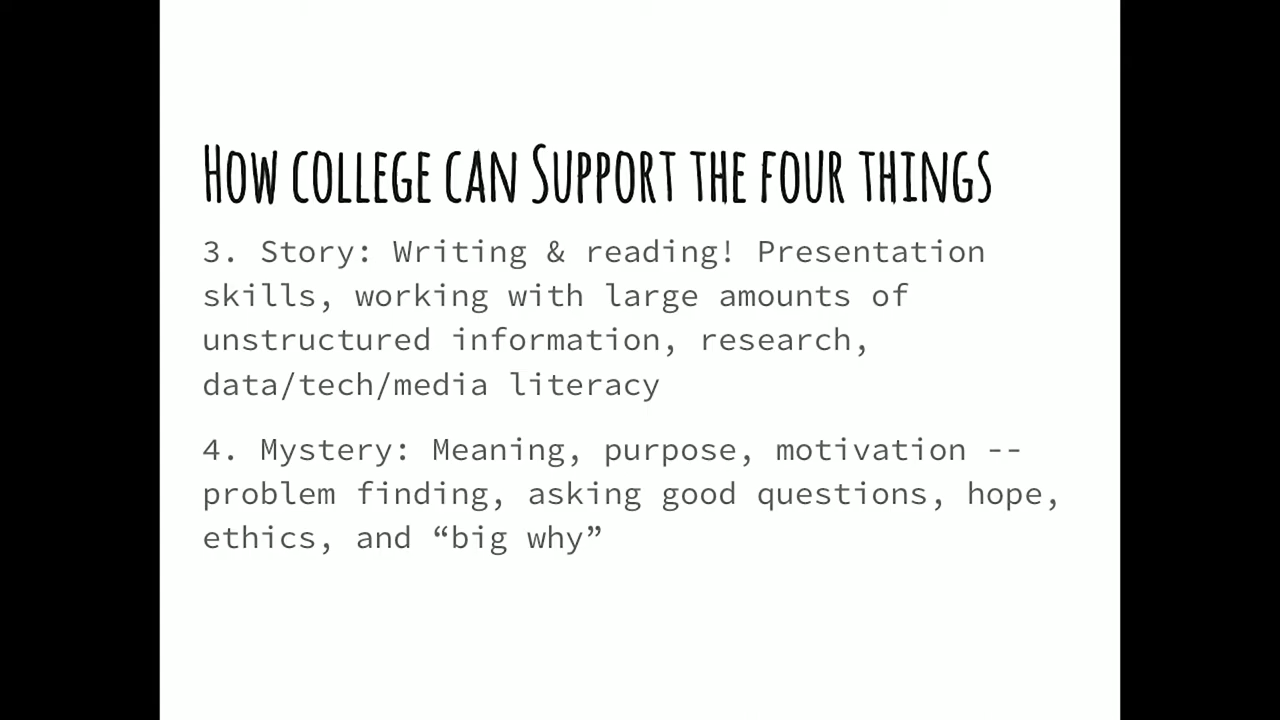 How college can Support the four things
3. Story: Writing & reading! Presentation
skills, working with large amounts of
unstructured information, research,
data/tech/media literacy
4. Mystery: Meaning, purpose, motivation --
problem finding, asking good questions, hope,
ethics, and “big why”